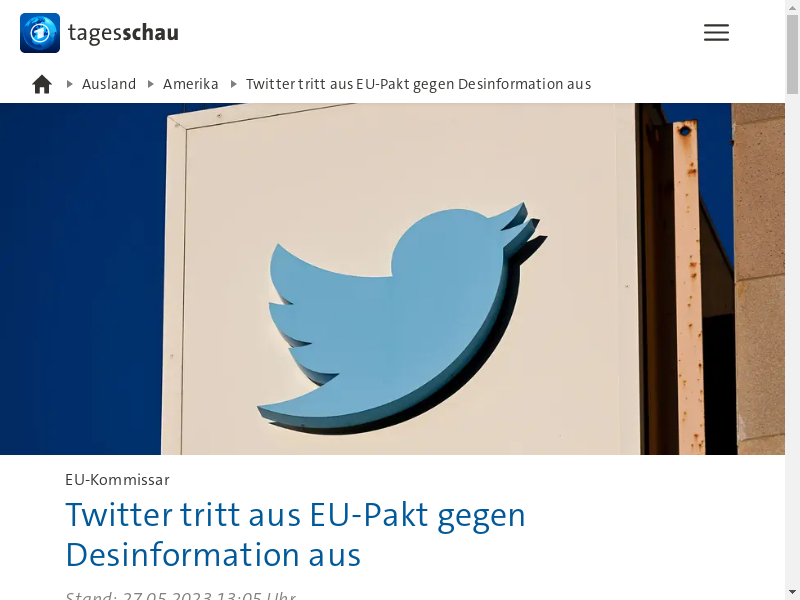 tagesschau
Ausland Amerika Twitter tritt aus EU-Pakt gegen Desinformation aus
EU-Kommissar
Twitter tritt aus EU-Pakt gegen
Desinformation aus
Stand: 27.05.2023 13:05 Uhr